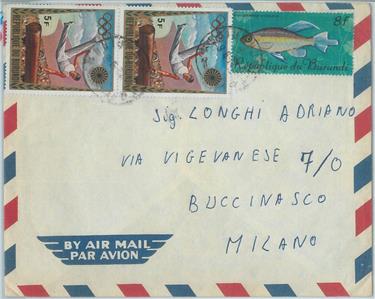 5F
5F
8f
République du Burundi
Sig. LONGHI ADRIANO
VIA VIGEVANESE 7/0
BUCCINASCO
MILANO
BY AIR MAIL
PAR AVION